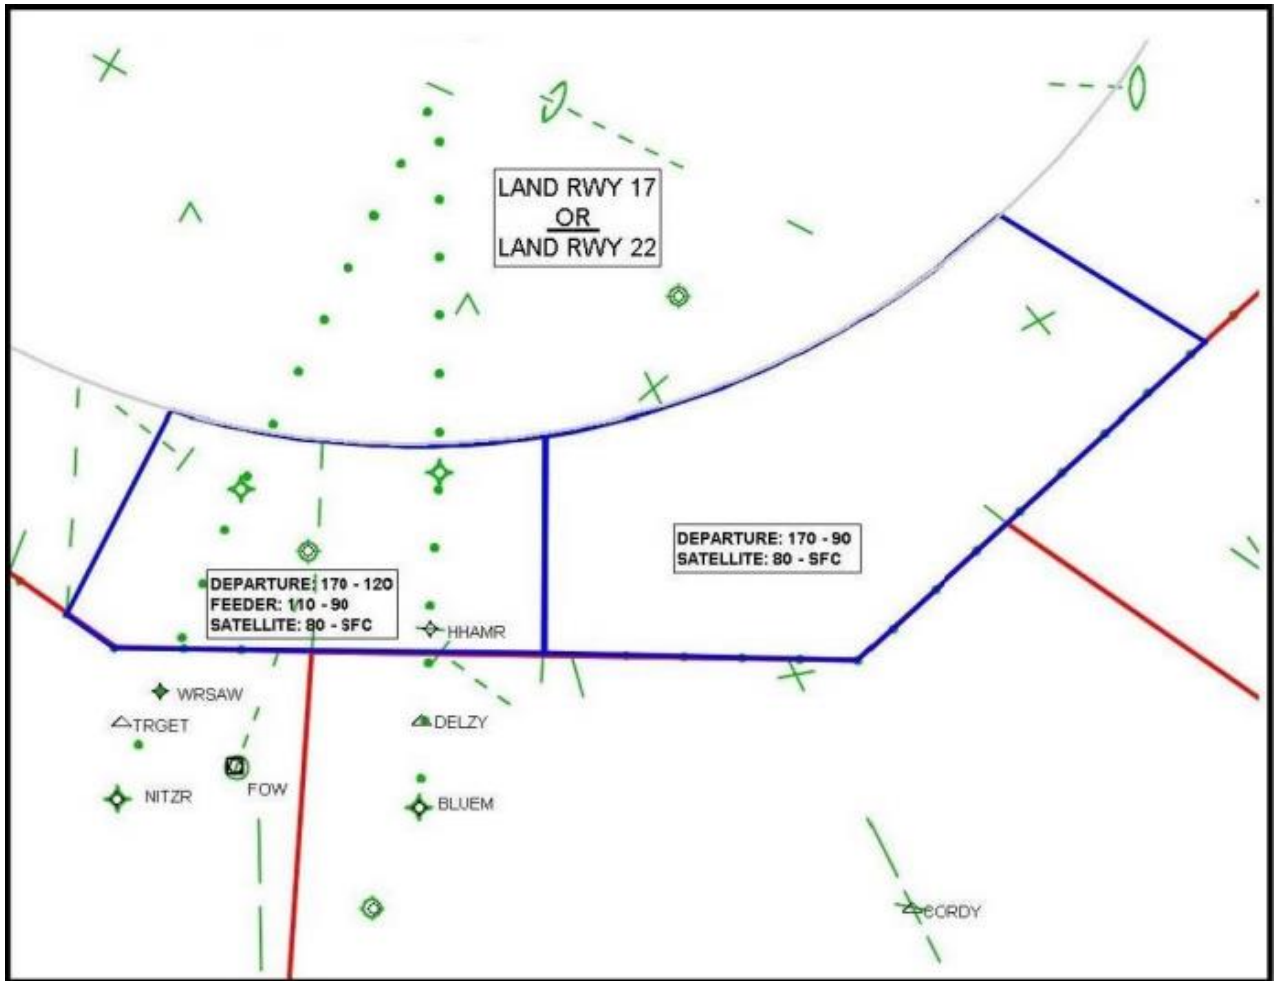 LAND RWY 17
OR
LAND RWY 22
DEPARTURE: 170 - 90
SATELLITE: 80 - SFC
DEPARTURE: 170 - 120
FEEDER: 110 - 90
SATELLITE: 80 - SFC
HHAMR
WRSAW
TRGET
DELZY
FOW
NITZR
BLUEM
CORDY